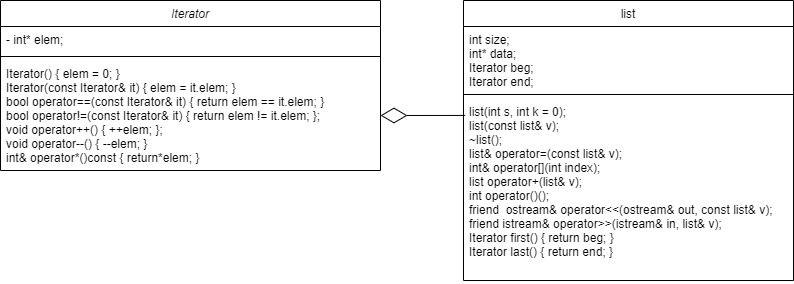 Iterator
- int* elem;
Iterator() { elem = 0; }
Iterator(const Iterator& it) { elem = it.elem; }
bool operator==(const Iterator& it) { return elem == it.elem; }
bool operator!=(const Iterator& it) { return elem != it.elem; };
void operator++() { ++elem; };
void operator--() { --elem; }
int& operator*()const { return*elem; }
list
int size;
int* data;
Iterator beg;
Iterator end;
list(int s, int k = 0);
list(const list& v);
~list();
list& operator=(const list& v);
int& operator[](int index);
list operator+(list& v);
int operator()();
friend  ostream& operator<<(ostream& out, const list& v);
friend istream& operator>>(istream& in, list& v);
Iterator first() { return beg; }
Iterator last() { return end; }